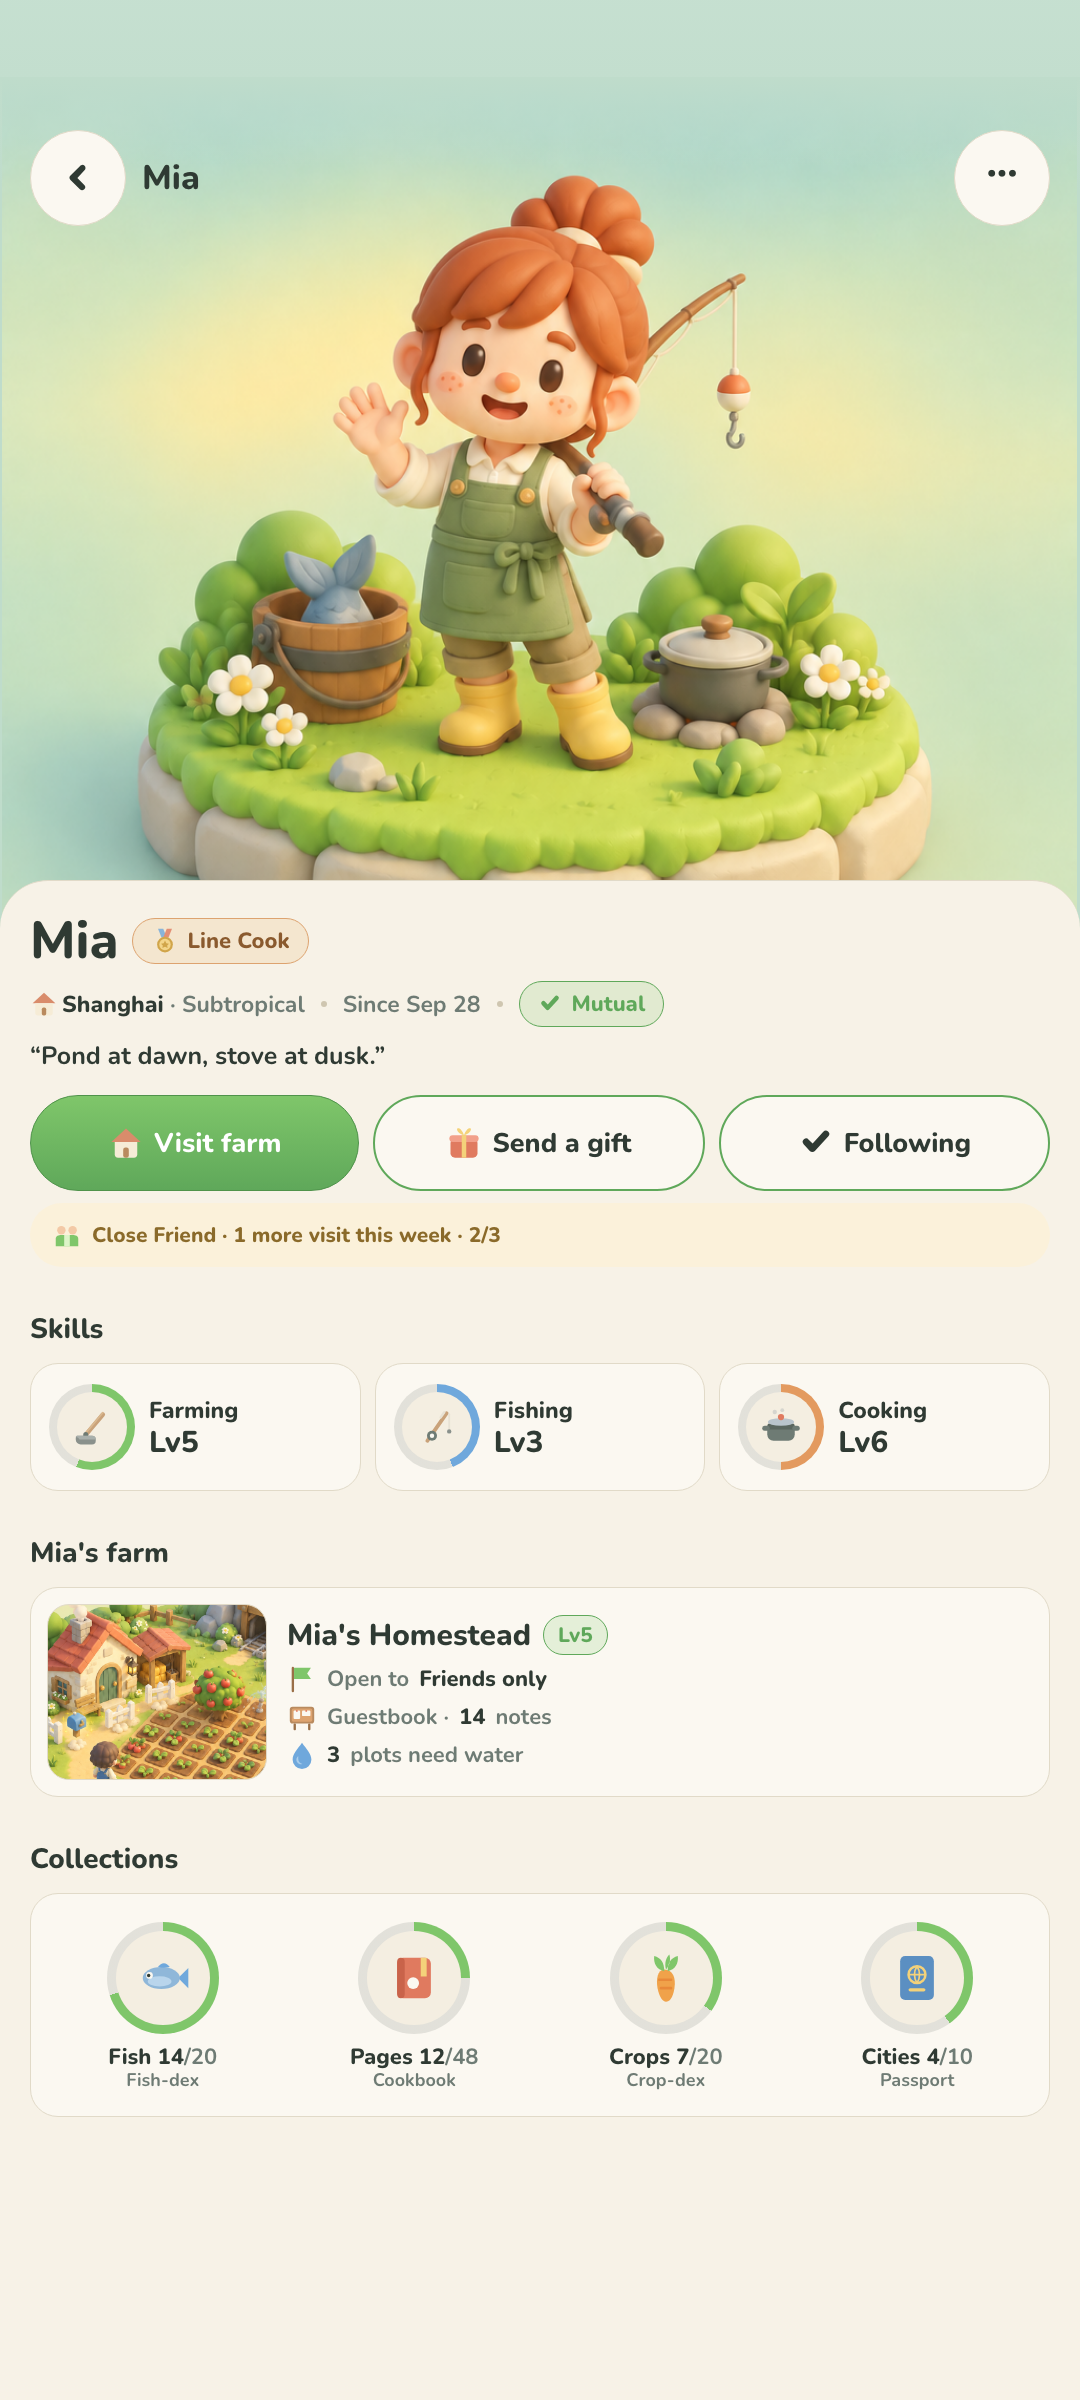 Mia
Mia
Line Cook
Shanghai · Subtropical • Since Sep 28 • Mutual
“Pond at dawn, stove at dusk.”
Visit farm
Send a gift
Following
Close Friend · 1 more visit this week · 2/3
Skills
Farming
Lv5
Fishing
Lv3
Cooking
Lv6
Mia's farm
Mia's Homestead
Lv5
Open to Friends only
Guestbook · 14 notes
3 plots need water
Collections
Fish 14/20
Fish-dex
Pages 12/48
Cookbook
Crops 7/20
Crop-dex
Cities 4/10
Passport